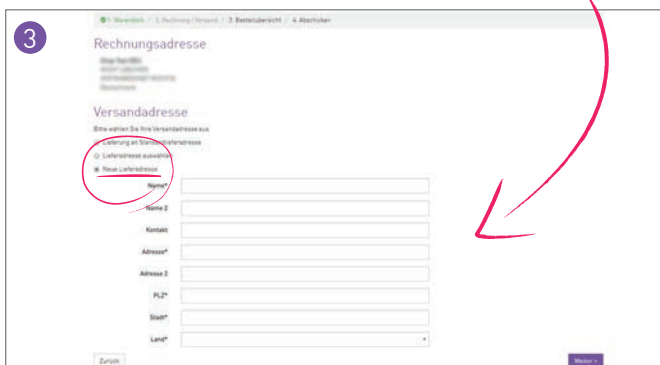 3
1. Warenkorb / 2. Rechnung / Versand / 3. Bestellübersicht / 4. Abschicken
Rechnungsadresse
Deutschland
Versandadresse
Bitte wählen Sie Ihre Versandadresse aus.
Lieferung an Standardlieferadresse
Lieferadresse auswählen
Neue Lieferadresse
Name*
Name 2
Kontakt
Adresse*
Adresse 2
PLZ*
Stadt*
Land*
Zurück
Weiter »